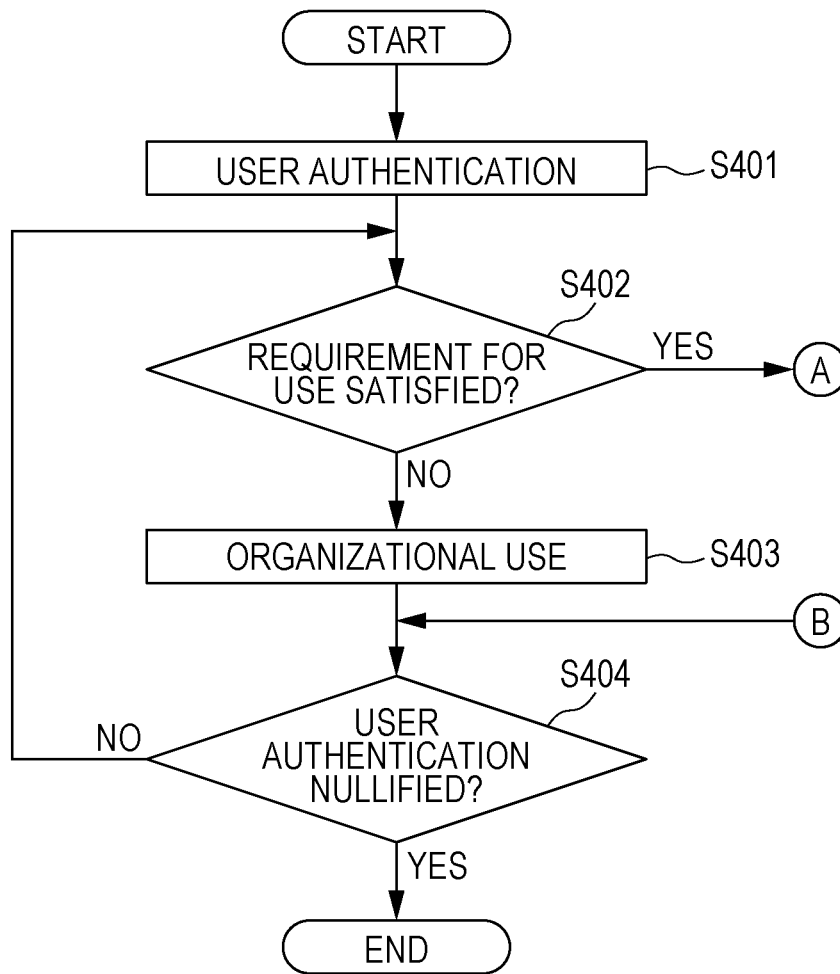 START
USER AUTHENTICATION
S401
S402
REQUIREMENT FOR
USE SATISFIED?
YES
A
NO
ORGANIZATIONAL USE
S403
B
S404
USER
AUTHENTICATION
NULLIFIED?
NO
YES
END